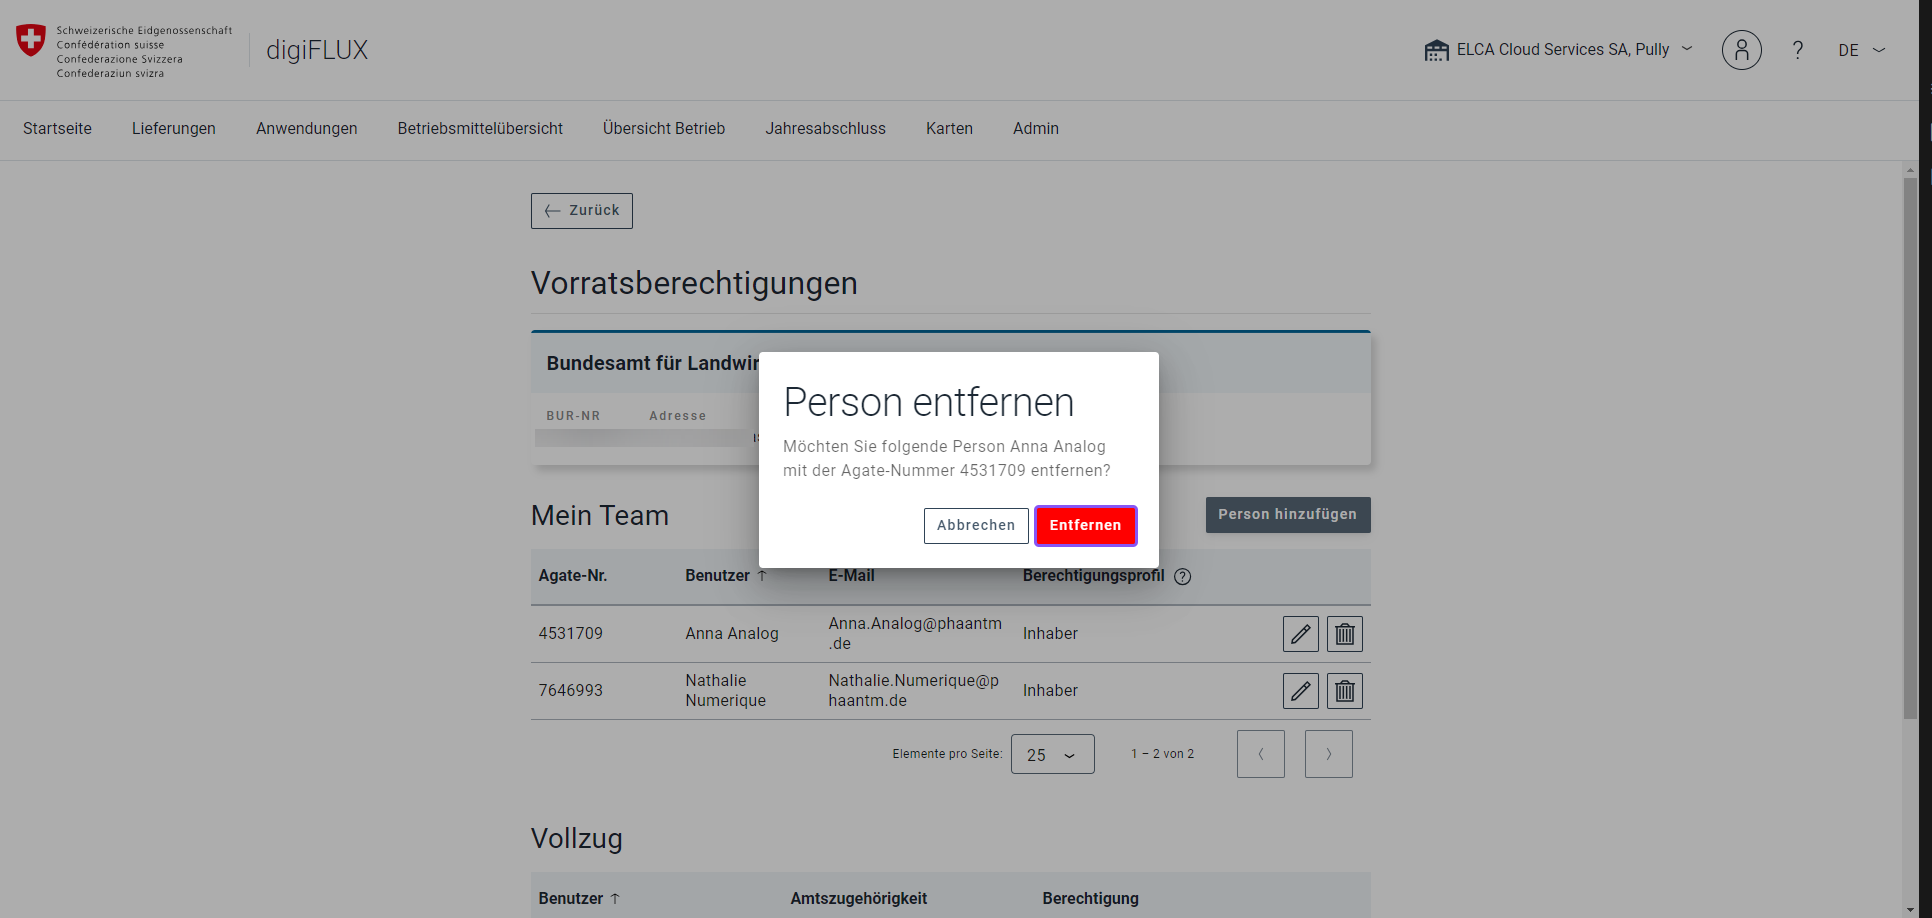 Schweizerische Eidgenossenschaft
Confédération suisse
Confederazione Svizzera
Confederaziun svizra
digiFLUX
ELCA Cloud Services SA, Pully
?
DE
Startseite
Lieferungen
Anwendungen
Betriebsmittelübersicht
Übersicht Betrieb
Jahresabschluss
Karten
Admin
Zurück
Vorratsberechtigungen
Bundesamt für Landwir
BUR-NR
Adresse
Person entfernen
Möchten Sie folgende Person Anna Analog
mit der Agate-Nummer 4531709 entfernen?
Abbrechen
Entfernen
Mein Team
Person hinzufügen
Agate-Nr.
Benutzer ↑
E-Mail
Berechtigungsprofil ?
4531709
Anna Analog
Anna.Analog@phaantm
.de
Inhaber
7646993
Nathalie
Numerique
Nathalie.Numerique@p
haantm.de
Inhaber
Elemente pro Seite:
25
1 – 2 von 2
Vollzug
Benutzer ↑
Amtszugehörigkeit
Berechtigung